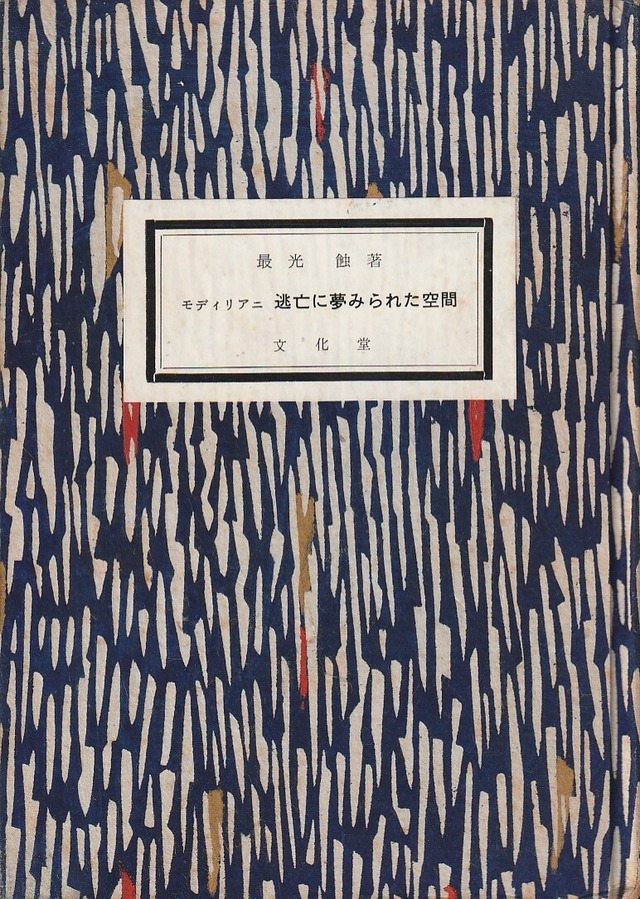 最光 蝕著
モディリアニ 逃亡に夢みられた空間
文化堂